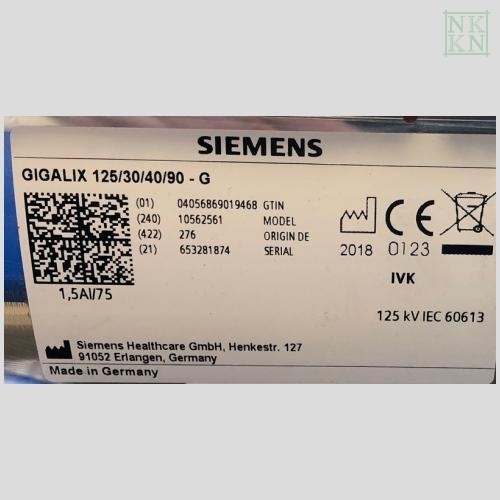 NK
KN
SIEMENS
GIGALIX 125/30/40/90 - G
(01) 04056869019468 GTIN
(240) 10562561 MODEL
(422) 276 ORIGIN DE
(21) 653281874 SERIAL
2018 CE 0123
1,5Al/75
IVK
125 kV IEC 60613
Siemens Healthcare GmbH, Henkestr. 127
91052 Erlangen, Germany
Made in Germany